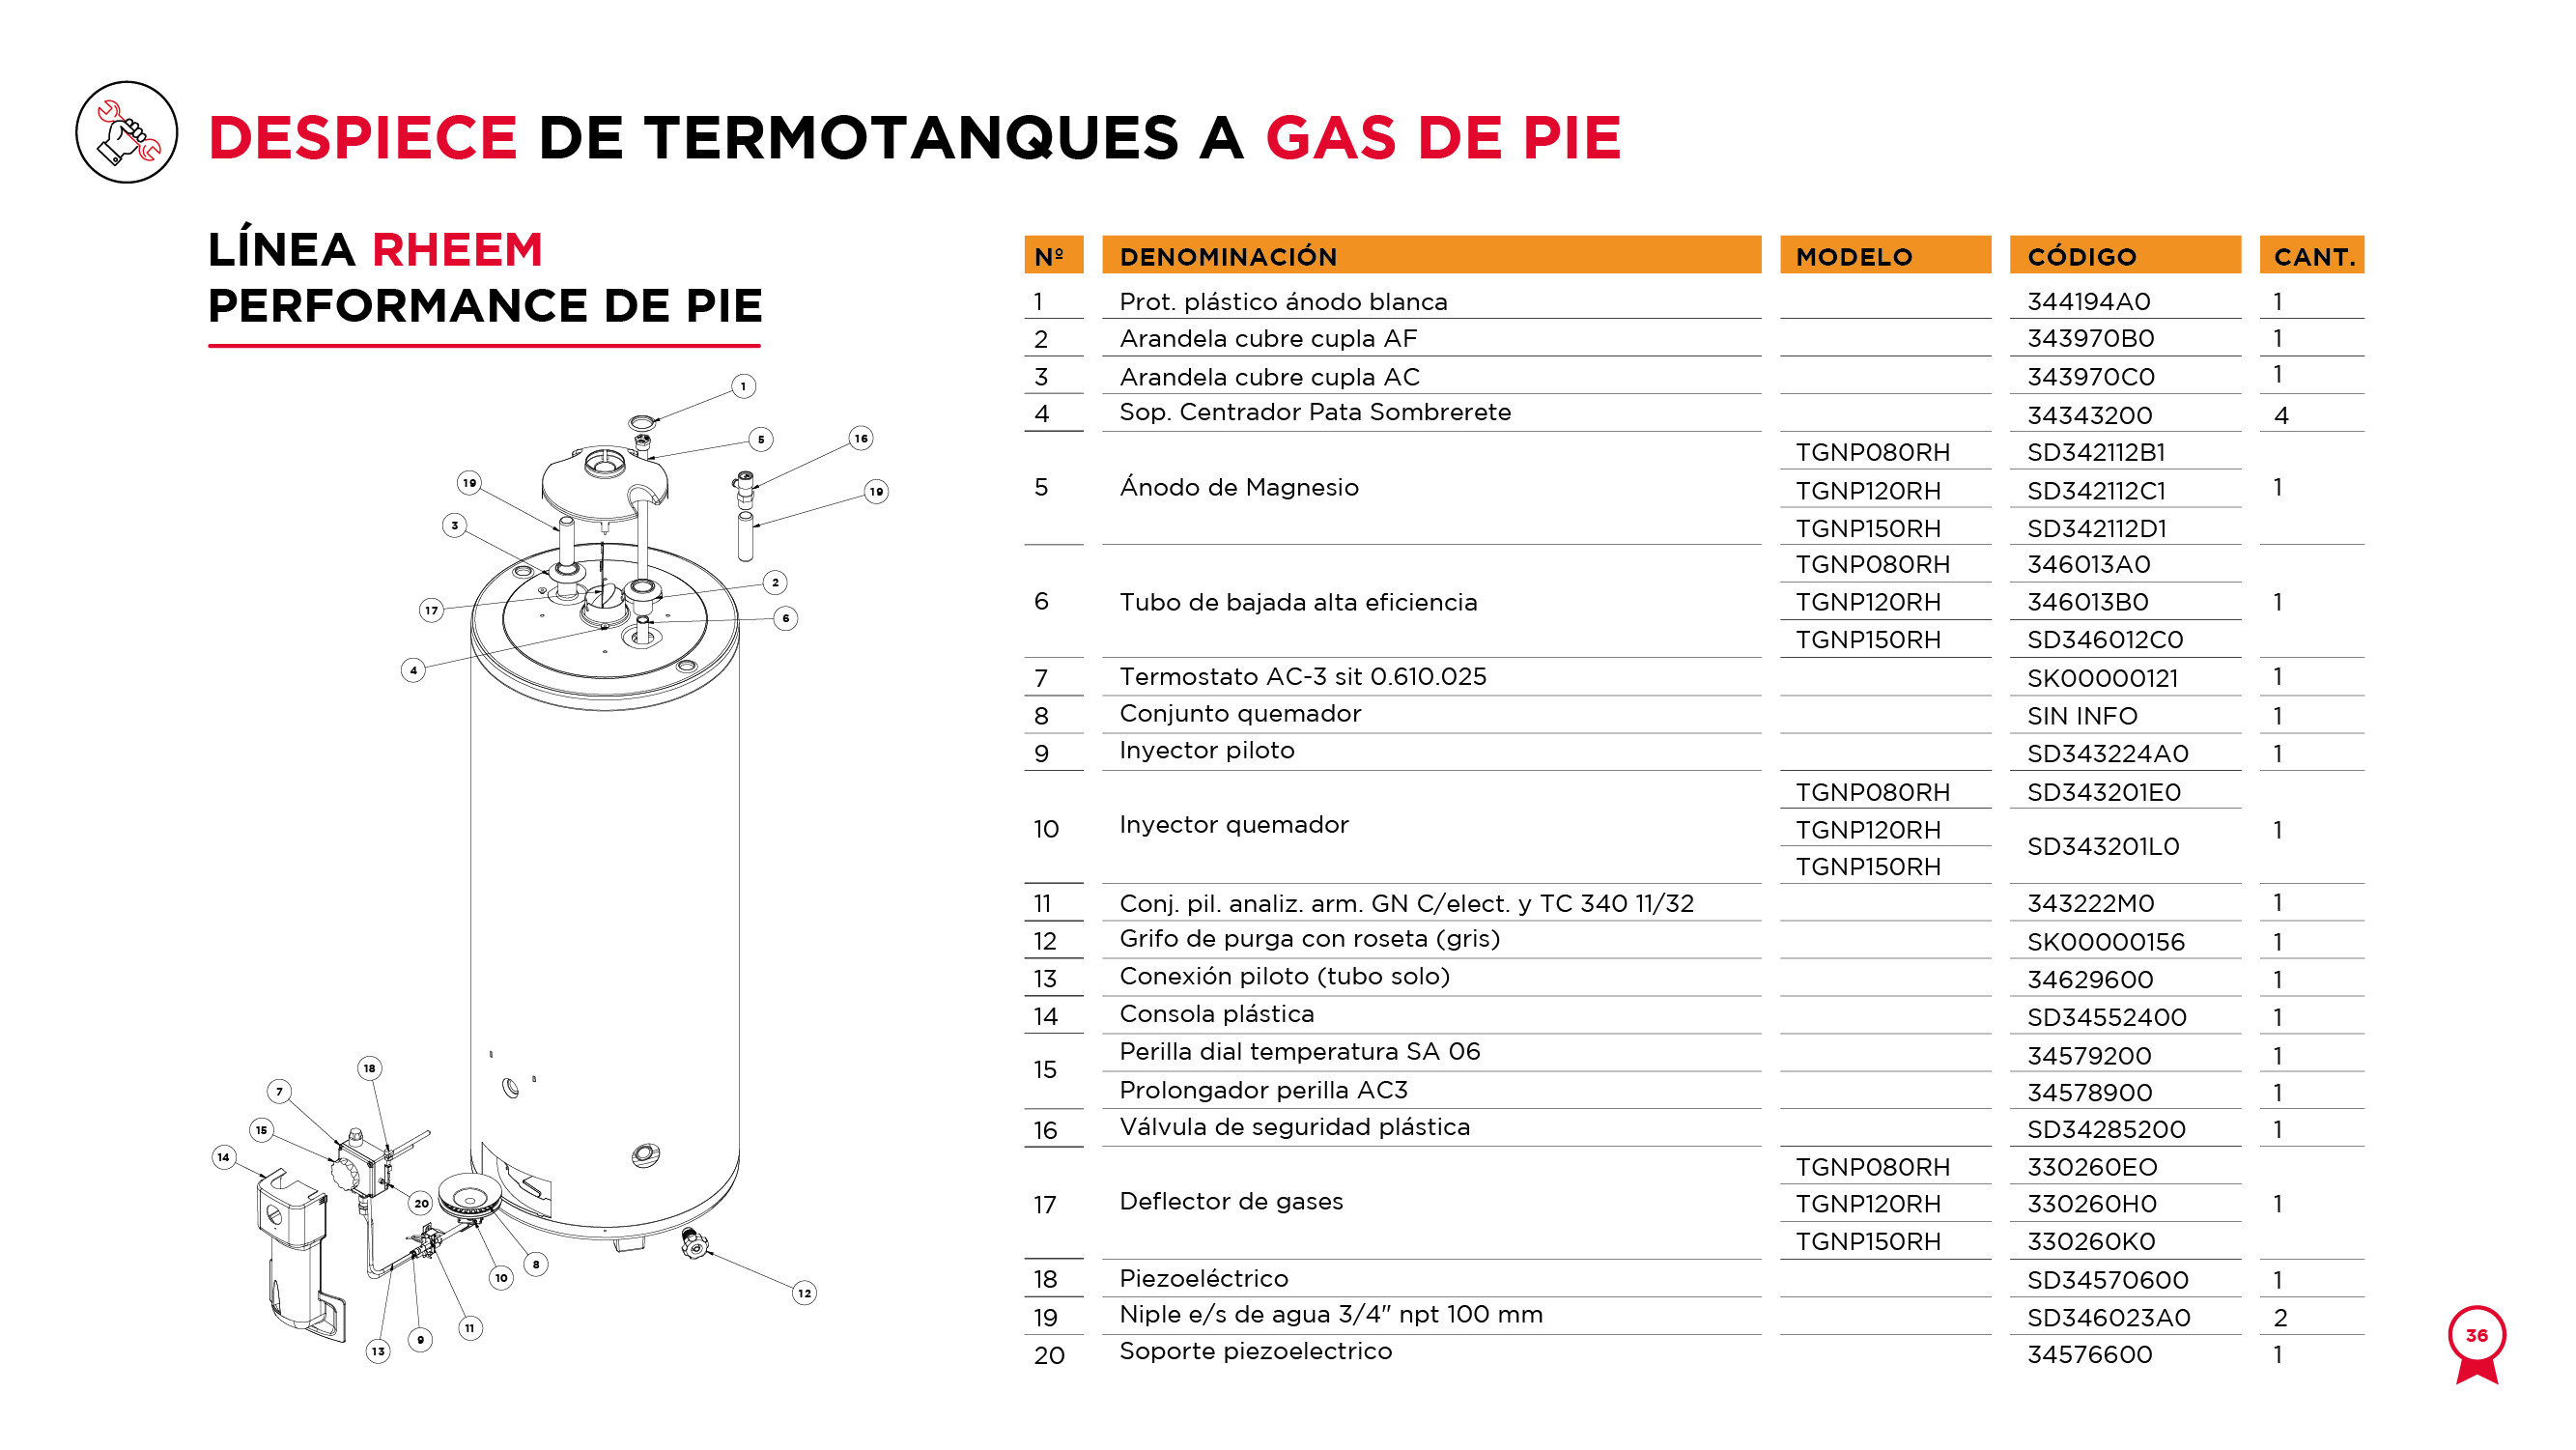 DESPIECE DE TERMOTANQUES A GAS DE PIE
LÍNEA RHEEM
PERFORMANCE DE PIE
1
5
16
19
19
3
2
17
6
4
18
7
15
14
20
8
10
12
11
9
13
Nº DENOMINACIÓN MODELO CÓDIGO CANT.
1 Prot. plástico ánodo blanca 344194A0 1
2 Arandela cubre cupla AF 343970B0 1
3 Arandela cubre cupla AC 343970C0 1
4 Sop. Centrador Pata Sombrerete 34343200 4
TGNP080RH SD342112B1
5 Ánodo de Magnesio TGNP120RH SD342112C1 1
TGNP150RH SD342112D1
TGNP080RH 346013A0
6 Tubo de bajada alta eficiencia TGNP120RH 346013B0 1
TGNP150RH SD346012C0
7 Termostato AC-3 sit 0.610.025 SK00000121 1
8 Conjunto quemador SIN INFO 1
9 Inyector piloto SD343224A0 1
TGNP080RH SD343201E0
10 Inyector quemador TGNP120RH SD343201L0 1
TGNP150RH
11 Conj. pil. analiz. arm. GN C/elect. y TC 340 11/32 343222M0 1
12 Grifo de purga con roseta (gris) SK00000156 1
13 Conexión piloto (tubo solo) 34629600 1
14 Consola plástica SD34552400 1
15 Perilla dial temperatura SA 06 34579200 1
Prolongador perilla AC3 34578900 1
16 Válvula de seguridad plástica SD34285200 1
TGNP080RH 330260EO
17 Deflector de gases TGNP120RH 330260H0 1
TGNP150RH 330260K0
18 Piezoeléctrico SD34570600 1
19 Niple e/s de agua 3/4" npt 100 mm SD346023A0 2
20 Soporte piezoelectrico 34576600 1
36